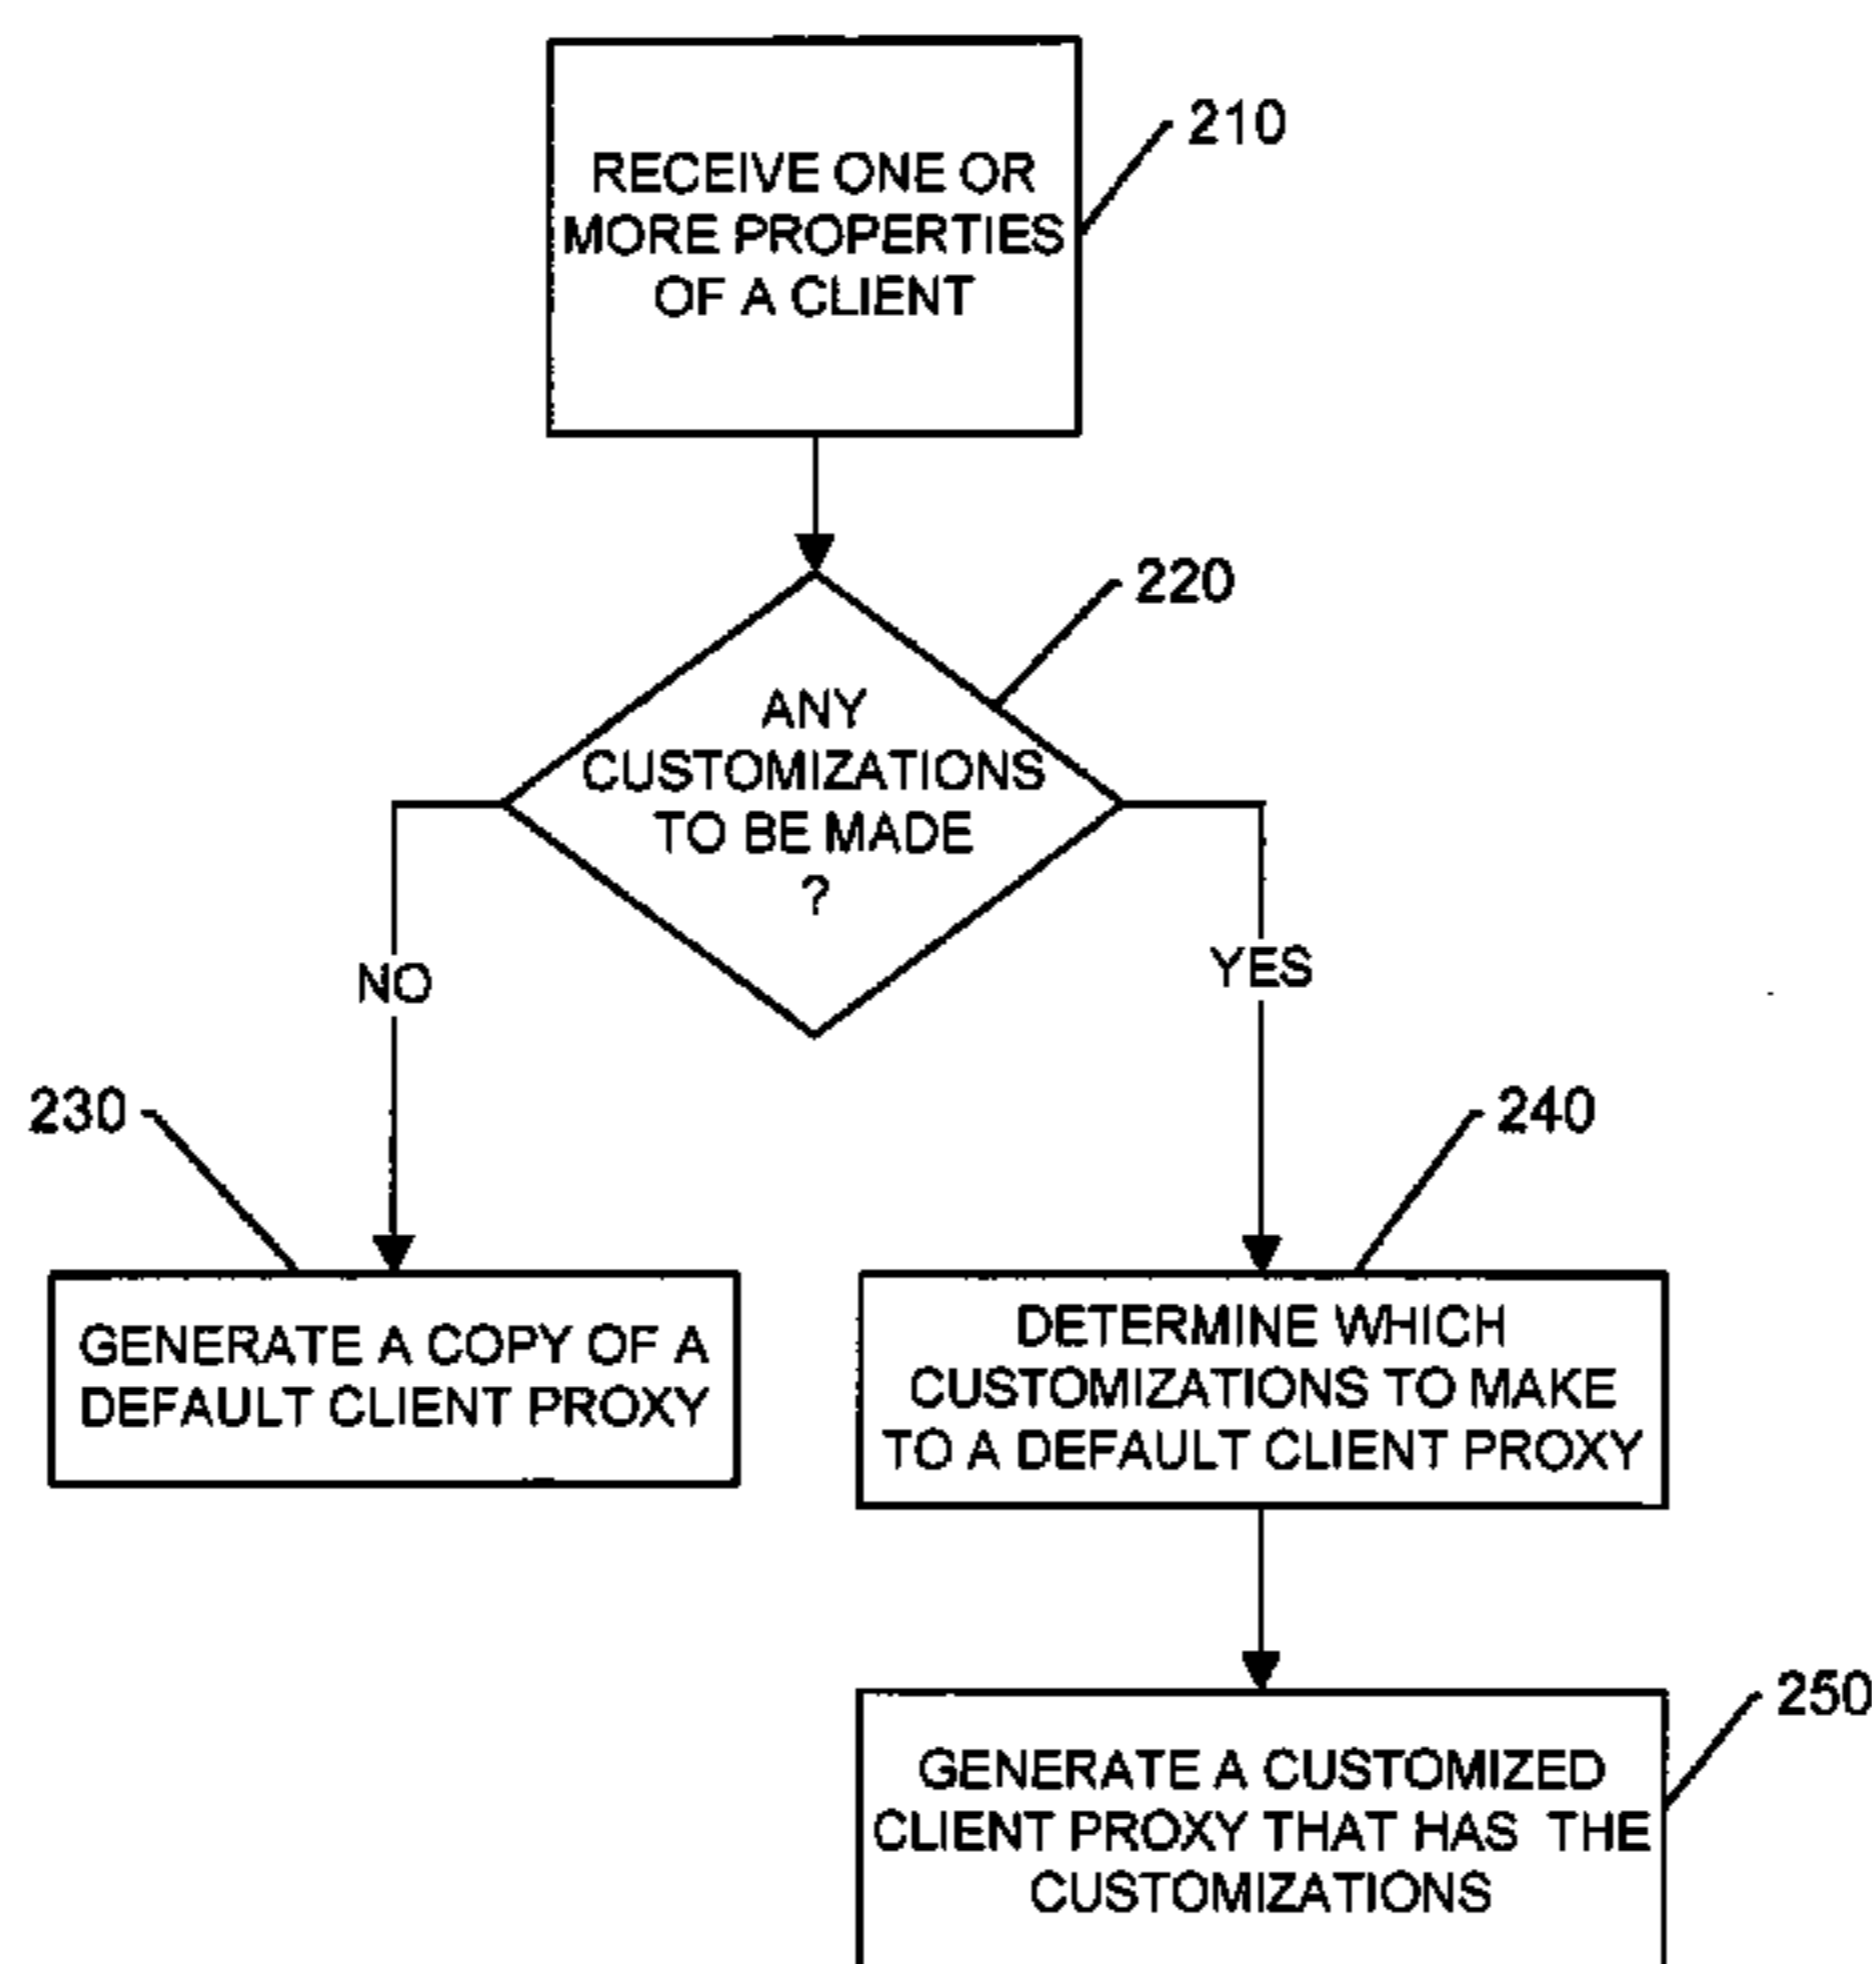 RECEIVE ONE OR
MORE PROPERTIES
OF A CLIENT
210
220
ANY
CUSTOMIZATIONS
TO BE MADE
?
NO
YES
230
240
GENERATE A COPY OF A
DEFAULT CLIENT PROXY
DETERMINE WHICH
CUSTOMIZATIONS TO MAKE
TO A DEFAULT CLIENT PROXY
250
GENERATE A CUSTOMIZED
CLIENT PROXY THAT HAS THE
CUSTOMIZATIONS